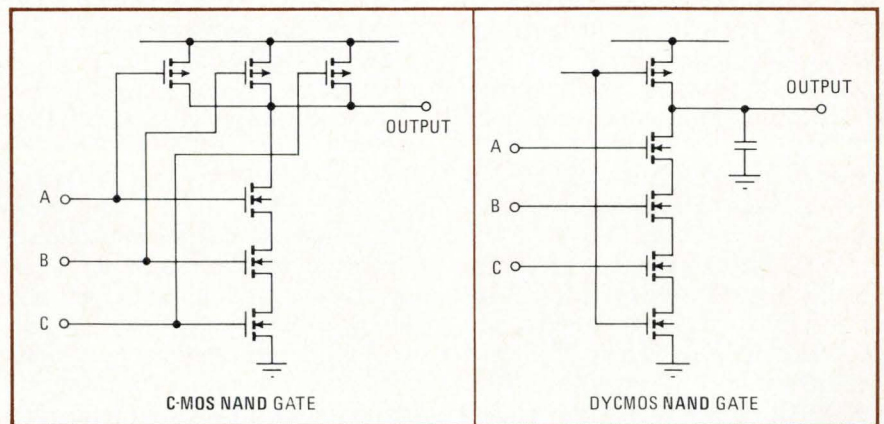 OUTPUT
A
B
C
C-MOS NAND GATE
OUTPUT
A
B
C
DYCMOS NAND GATE